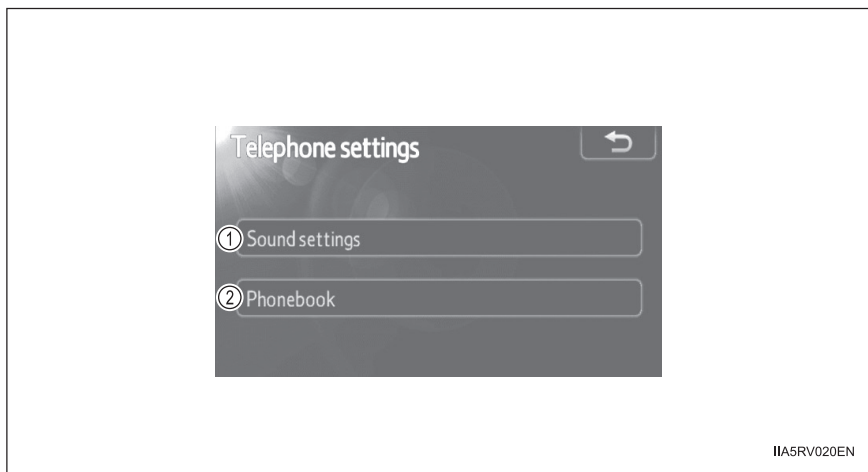 Telephone settings
① Sound settings
② Phonebook
IIA5RV020EN